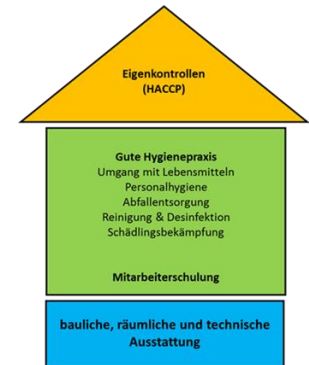 Eigenkontrollen
(HACCP)
Gute Hygienepraxis
Umgang mit Lebensmitteln
Personalhygiene
Abfallentsorgung
Reinigung & Desinfektion
Schädlingsbekämpfung
Mitarbeiterschulung
bauliche, räumliche und technische
Ausstattung